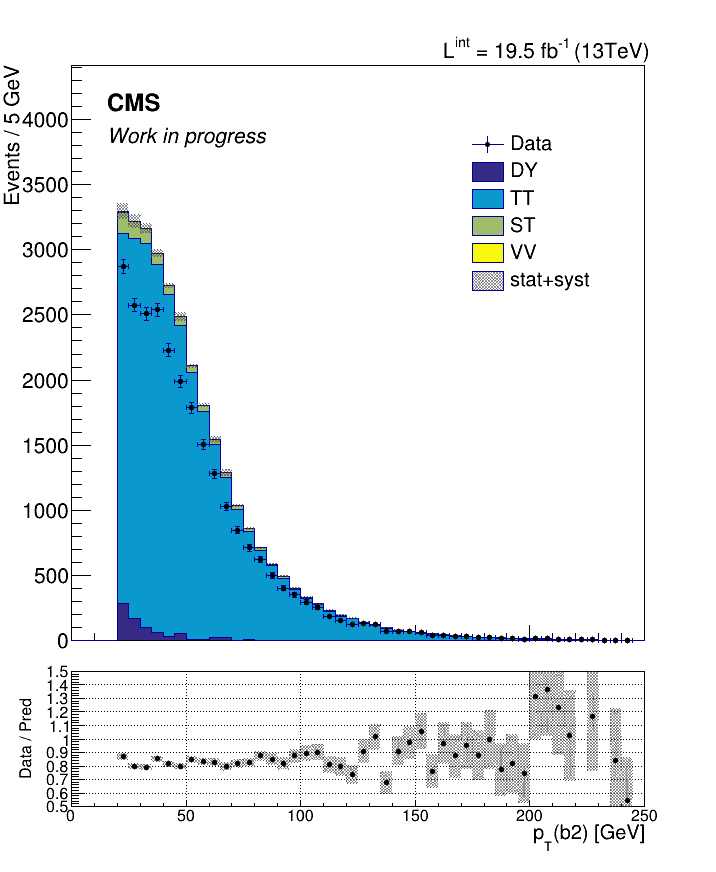 L^int = 19.5 fb^-1 (13TeV)
Events / 5 GeV
CMS
Work in progress
Data
DY
TT
ST
VV
stat+syst
4000
3500
3000
2500
2000
1500
1000
500
0
Data / Pred
1.5
1.4
1.3
1.2
1.1
1
0.9
0.8
0.7
0.6
0.5
0 50 100 150 200 250
p_T(b2) [GeV]